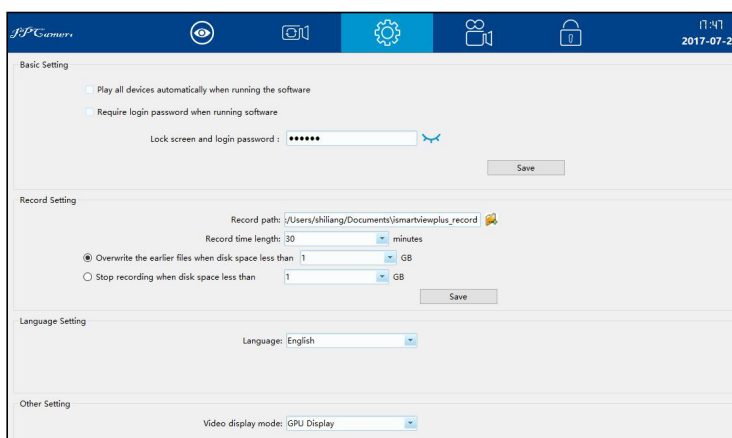 17:47
2017-07-2
Basic Setting
Play all devices automatically when running the software
Require login password when running software
Lock screen and login password : ●●●●●●
Save
Record Setting
Record path: :/Users/shiliang/Documents\ismartviewplus_record
Record time length: 30 minutes
Overwrite the earlier files when disk space less than 1 GB
Stop recording when disk space less than 1 GB
Save
Language Setting
Language: English
Other Setting
Video display mode: GPU Display